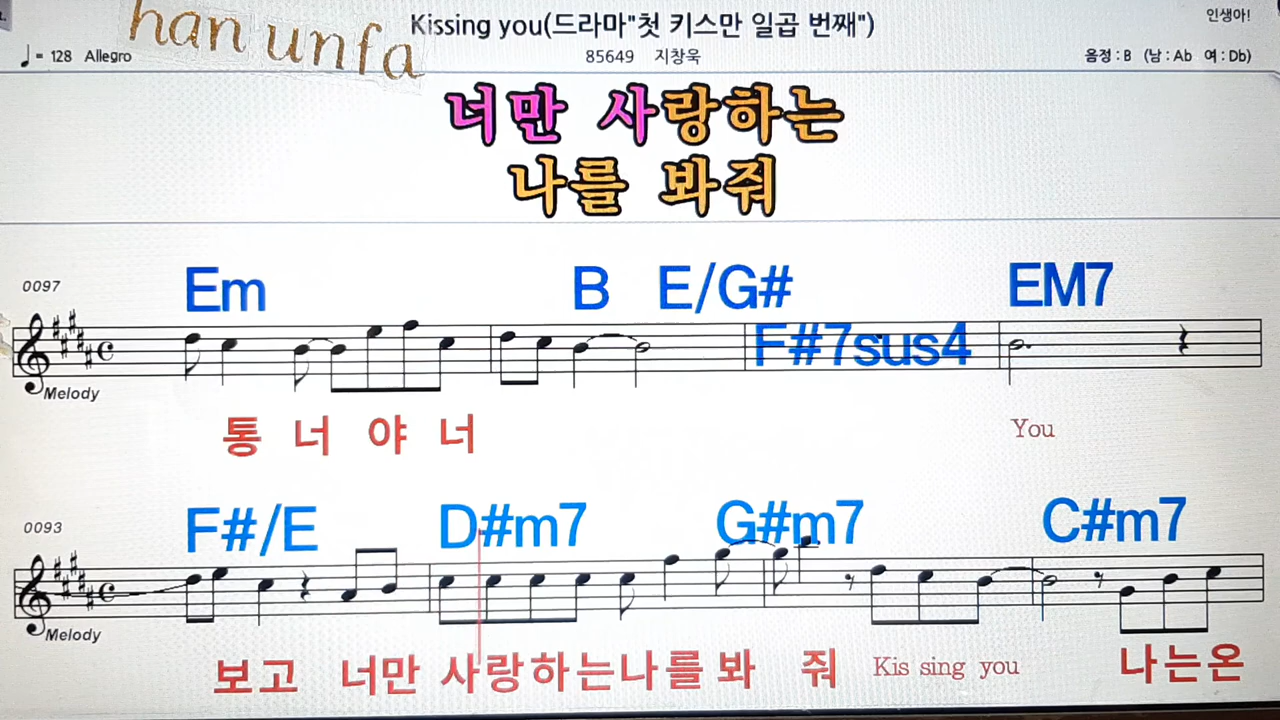 han unfa
Kissing you(드라마"첫 키스만 일곱 번째")
인생아!
♩= 128 Allegro
85649 지창욱
음정 : B (남 : Ab 여 : Db)
너만 사랑하는
나를 봐줘
0097
Em B E/G# F#7sus4 EM7
Melody
통 너 야 너 You
0093
F#/E D#m7 G#m7 C#m7
Melody
보고 너만 사랑하는나를봐 줘 Kis sing you 나는온